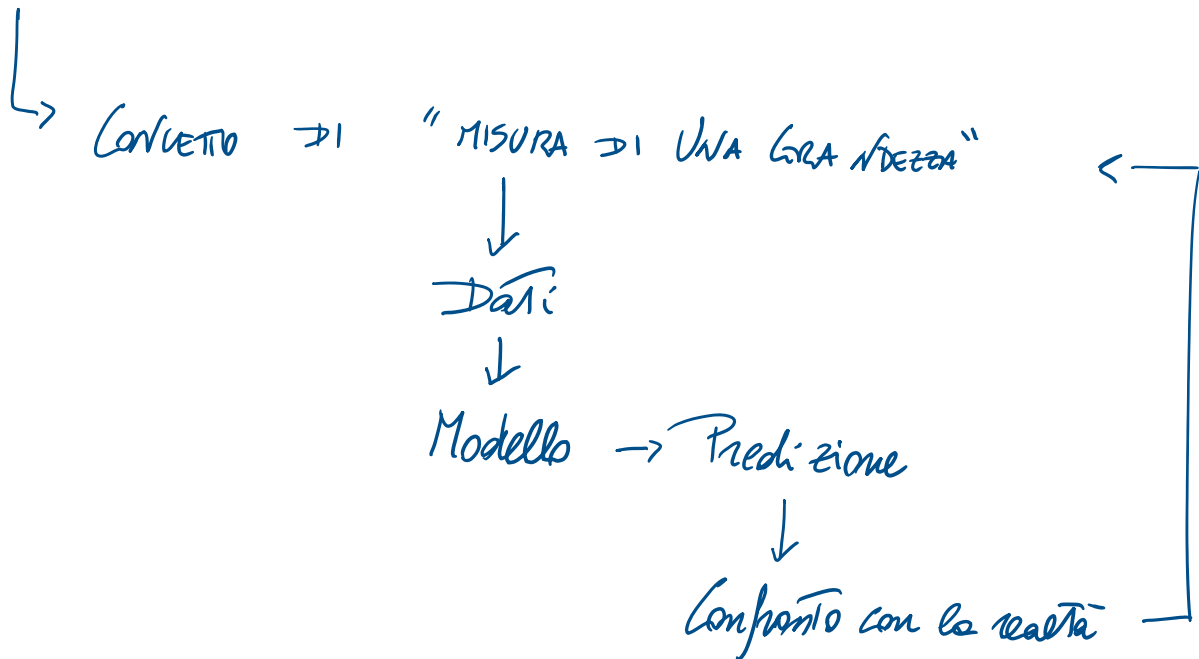 CONCETTO DI "MISURA DI UNA GRANDEZZA"
Dati
Modello → Predizione
Confronto con la realtà